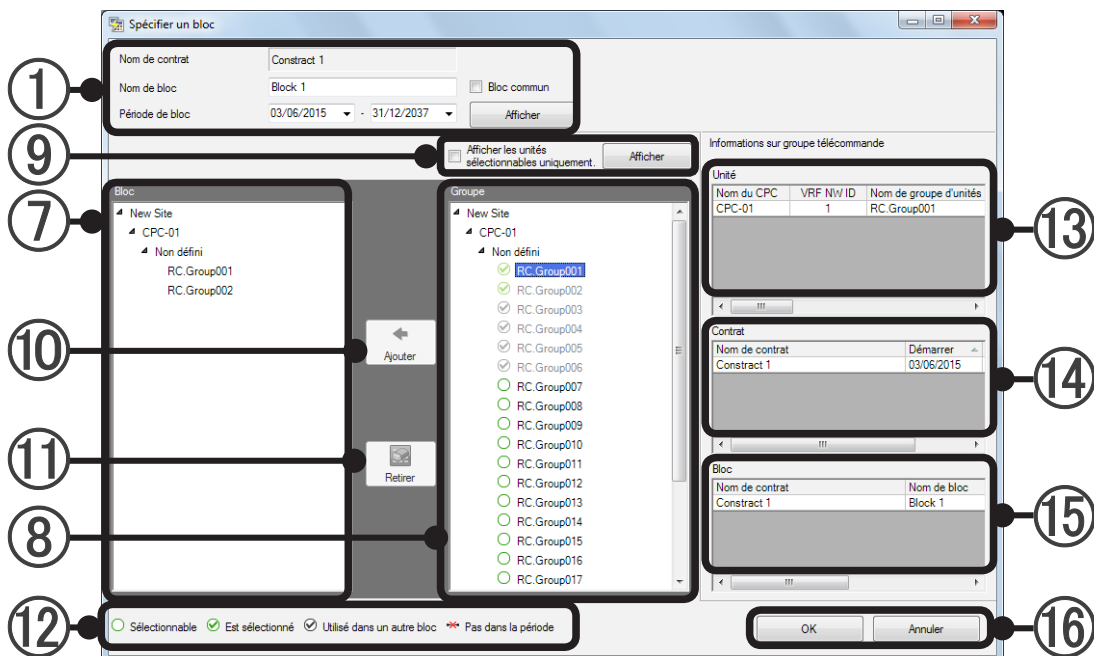 Spécifier un bloc
① Nom de contrat Constract 1
Nom de bloc Block 1 Bloc commun
Période de bloc 03/06/2015 - 31/12/2037 Afficher
⑨ Afficher les unités
sélectionnables uniquement. Afficher
⑦ Bloc
New Site
CPC-01
Non défini
RC.Group001
RC.Group002
⑩ Ajouter
⑪ Retirer
⑧ Groupe
New Site
CPC-01
Non défini
RC.Group001
RC.Group002
RC.Group003
RC.Group004
RC.Group005
RC.Group006
RC.Group007
RC.Group008
RC.Group009
RC.Group010
RC.Group011
RC.Group012
RC.Group013
RC.Group014
RC.Group015
RC.Group016
RC.Group017
Informations sur groupe télécommande
⑬ Unité
Nom du CPC VRF NW ID Nom de groupe d'unités
CPC-01 1 RC.Group001
⑭ Contrat
Nom de contrat Démarrer
Constract 1 03/06/2015
⑮ Bloc
Nom de contrat Nom de bloc
Constract 1 Block 1
⑫ Sélectionnable Est sélectionné Utilisé dans un autre bloc Pas dans la période
OK Annuler ⑯